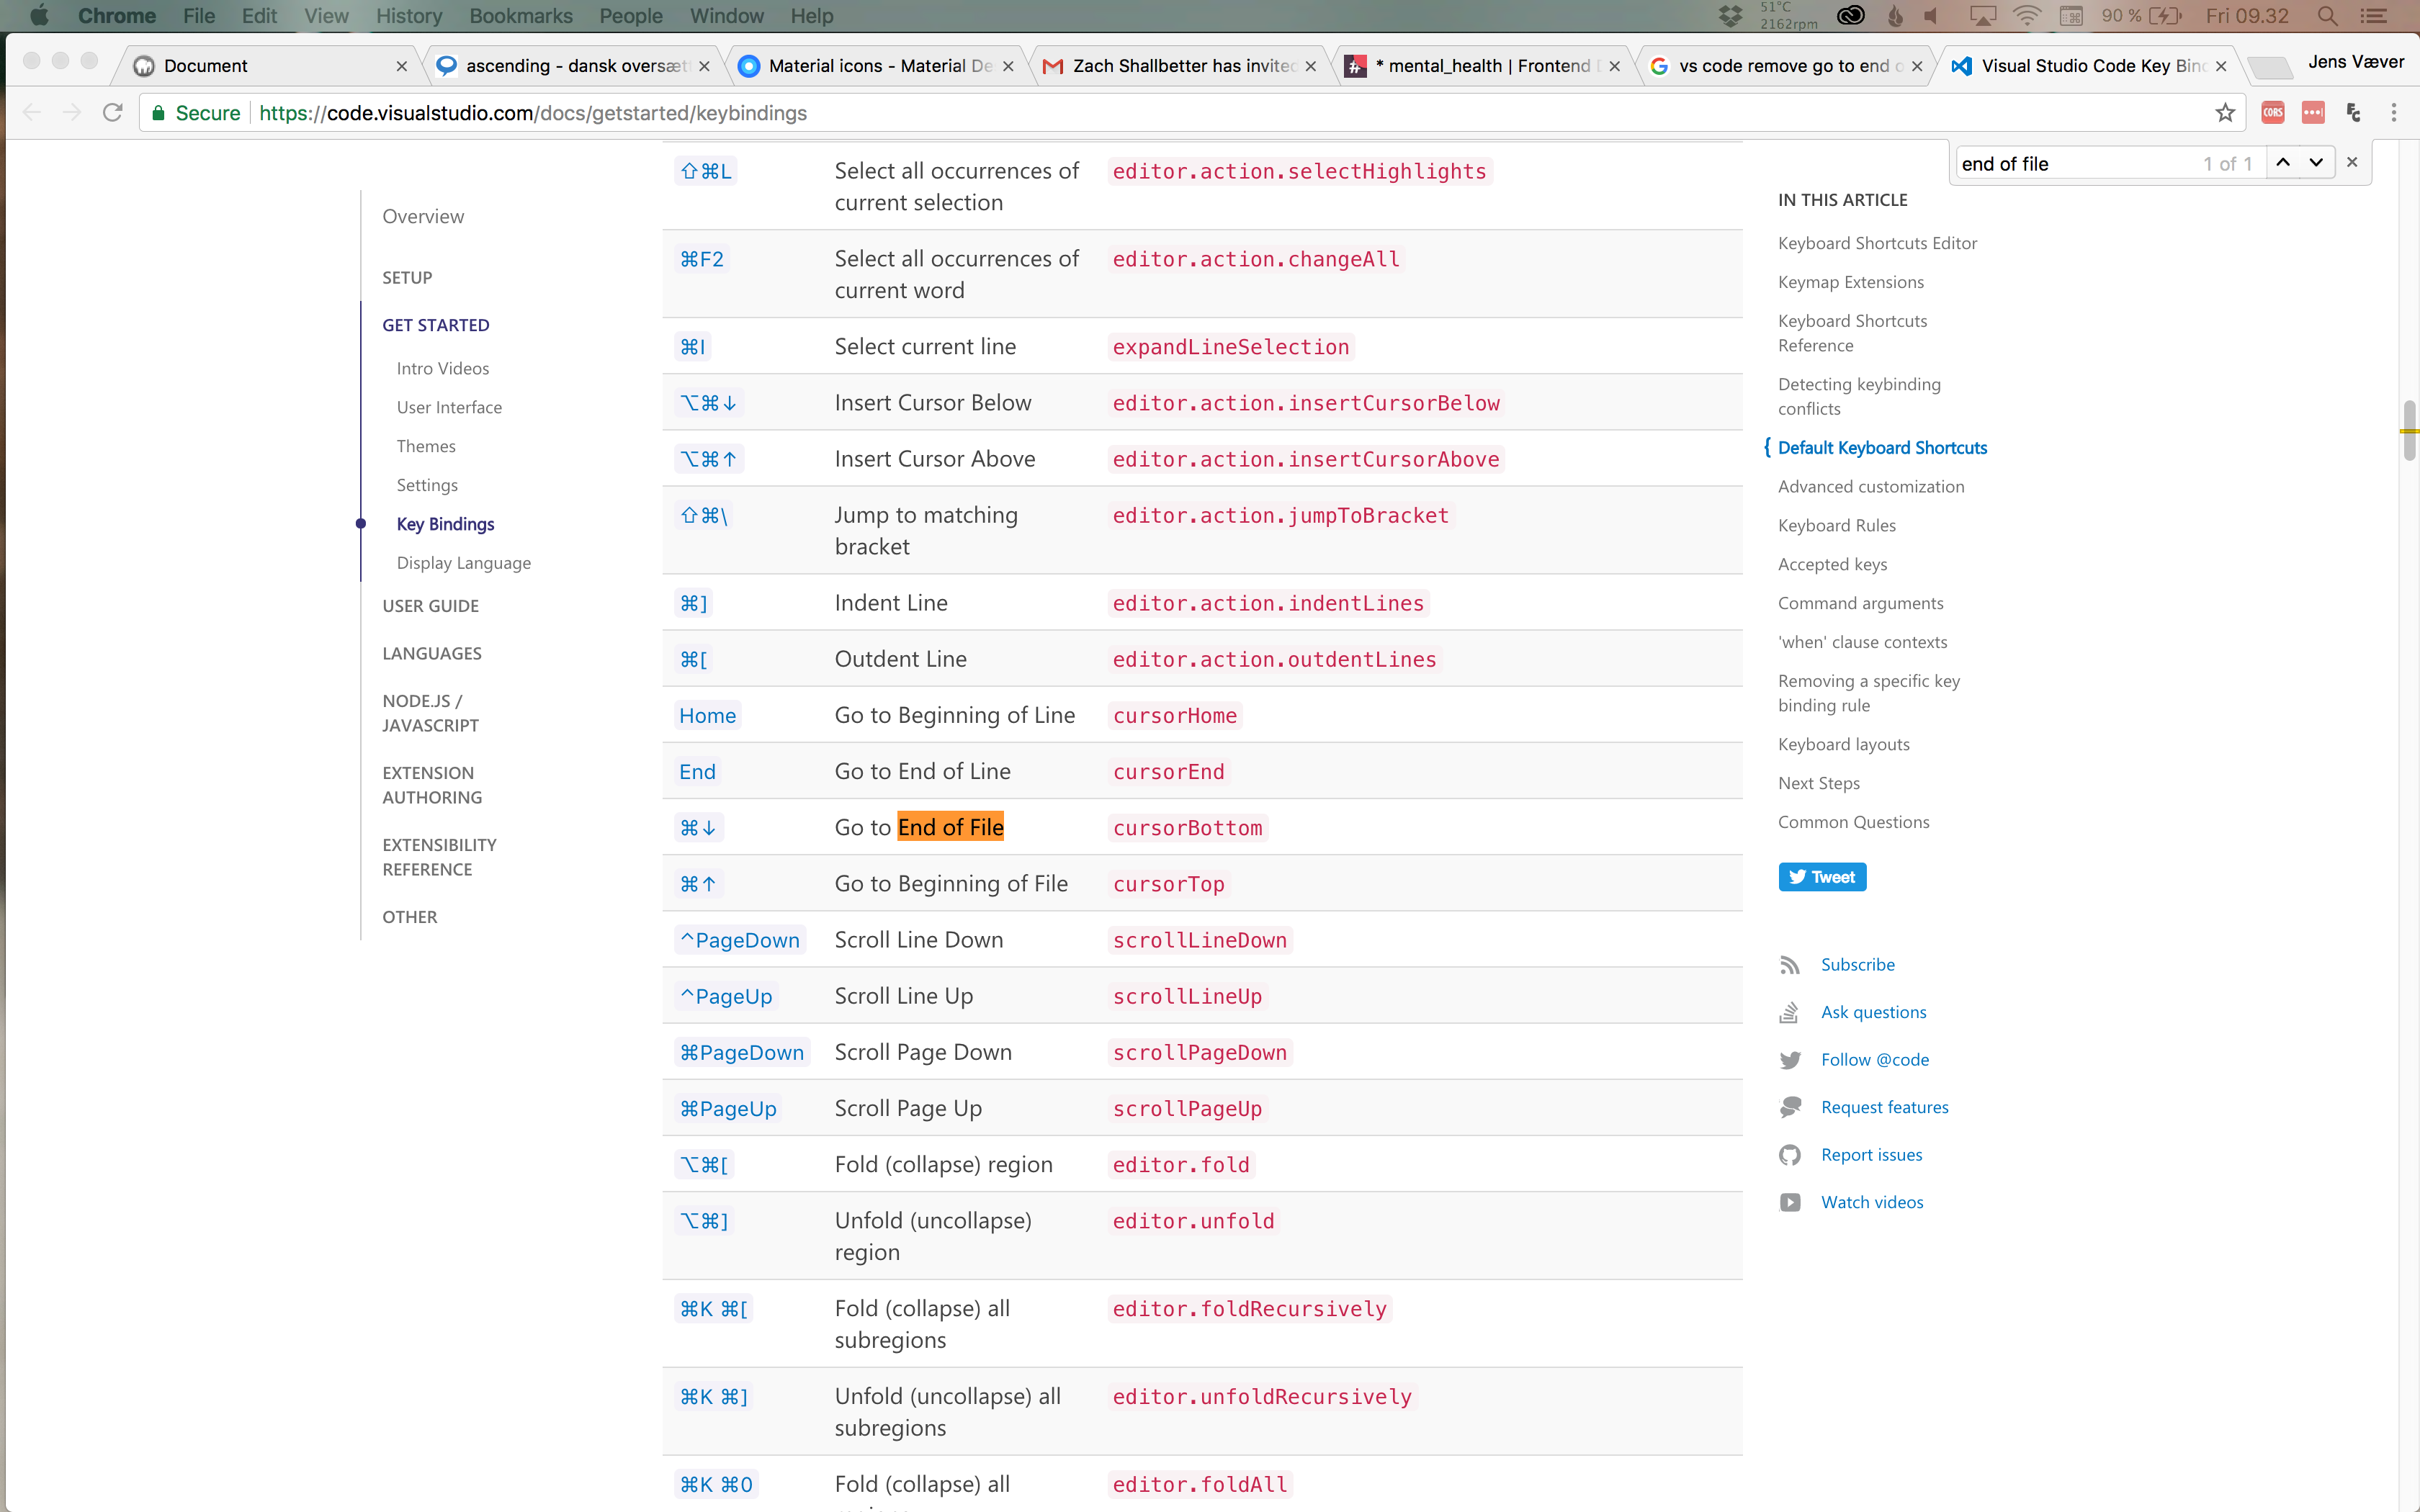 Chrome File Edit View History Bookmarks People Window Help
51°C
2162rpm
90 % Fri 09.32
Document
ascending - dansk oversætt
Material icons - Material De
Zach Shallbetter has invited
* mental_health | Frontend D
vs code remove go to end o
Visual Studio Code Key Bind
Jens Væver
Secure https://code.visualstudio.com/docs/getstarted/keybindings
CORS
end of file 1 of 1
Overview
SETUP
GET STARTED
Intro Videos
User Interface
Themes
Settings
Key Bindings
Display Language
USER GUIDE
LANGUAGES
NODE.JS /
JAVASCRIPT
EXTENSION
AUTHORING
EXTENSIBILITY
REFERENCE
OTHER
⇧⌘L Select all occurrences of editor.action.selectHighlights
current selection
⌘F2 Select all occurrences of editor.action.changeAll
current word
⌘I Select current line expandLineSelection
⌥⌘↓ Insert Cursor Below editor.action.insertCursorBelow
⌥⌘↑ Insert Cursor Above editor.action.insertCursorAbove
⇧⌘\ Jump to matching editor.action.jumpToBracket
bracket
⌘] Indent Line editor.action.indentLines
⌘[ Outdent Line editor.action.outdentLines
Home Go to Beginning of Line cursorHome
End Go to End of Line cursorEnd
⌘↓ Go to End of File cursorBottom
⌘↑ Go to Beginning of File cursorTop
^PageDown Scroll Line Down scrollLineDown
^PageUp Scroll Line Up scrollLineUp
⌘PageDown Scroll Page Down scrollPageDown
⌘PageUp Scroll Page Up scrollPageUp
⌥⌘[ Fold (collapse) region editor.fold
⌥⌘] Unfold (uncollapse) editor.unfold
region
⌘K ⌘[ Fold (collapse) all editor.foldRecursively
subregions
⌘K ⌘] Unfold (uncollapse) all editor.unfoldRecursively
subregions
⌘K ⌘0 Fold (collapse) all editor.foldAll
IN THIS ARTICLE
Keyboard Shortcuts Editor
Keymap Extensions
Keyboard Shortcuts
Reference
Detecting keybinding
conflicts
{ Default Keyboard Shortcuts
Advanced customization
Keyboard Rules
Accepted keys
Command arguments
'when' clause contexts
Removing a specific key
binding rule
Keyboard layouts
Next Steps
Common Questions
Tweet
Subscribe
Ask questions
Follow @code
Request features
Report issues
Watch videos